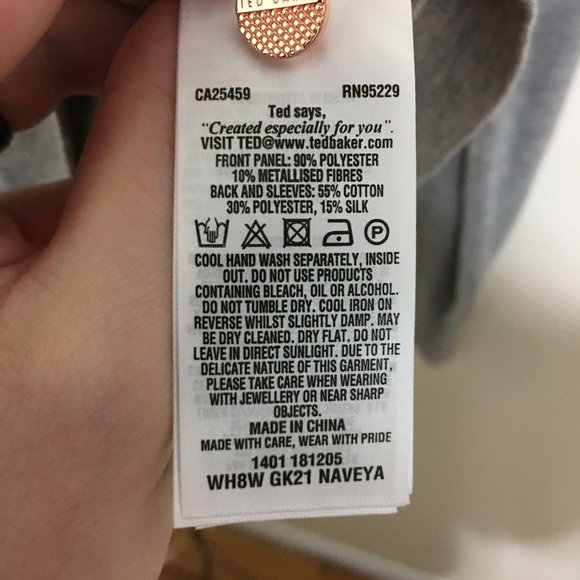 TED BAKER
CA25459 RN95229
Ted says,
"Created especially for you".
VISIT TED@www.tedbaker.com
FRONT PANEL: 90% POLYESTER
10% METALLISED FIBRES
BACK AND SLEEVES: 55% COTTON
30% POLYESTER, 15% SILK
P
COOL HAND WASH SEPARATELY, INSIDE
OUT. DO NOT USE PRODUCTS
CONTAINING BLEACH, OIL OR ALCOHOL.
DO NOT TUMBLE DRY. COOL IRON ON
REVERSE WHILST SLIGHTLY DAMP. MAY
BE DRY CLEANED. DRY FLAT. DO NOT
LEAVE IN DIRECT SUNLIGHT. DUE TO THE
DELICATE NATURE OF THIS GARMENT,
PLEASE TAKE CARE WHEN WEARING
WITH JEWELLERY OR NEAR SHARP
OBJECTS.
MADE IN CHINA
MADE WITH CARE, WEAR WITH PRIDE
1401 181205
WH8W GK21 NAVEYA